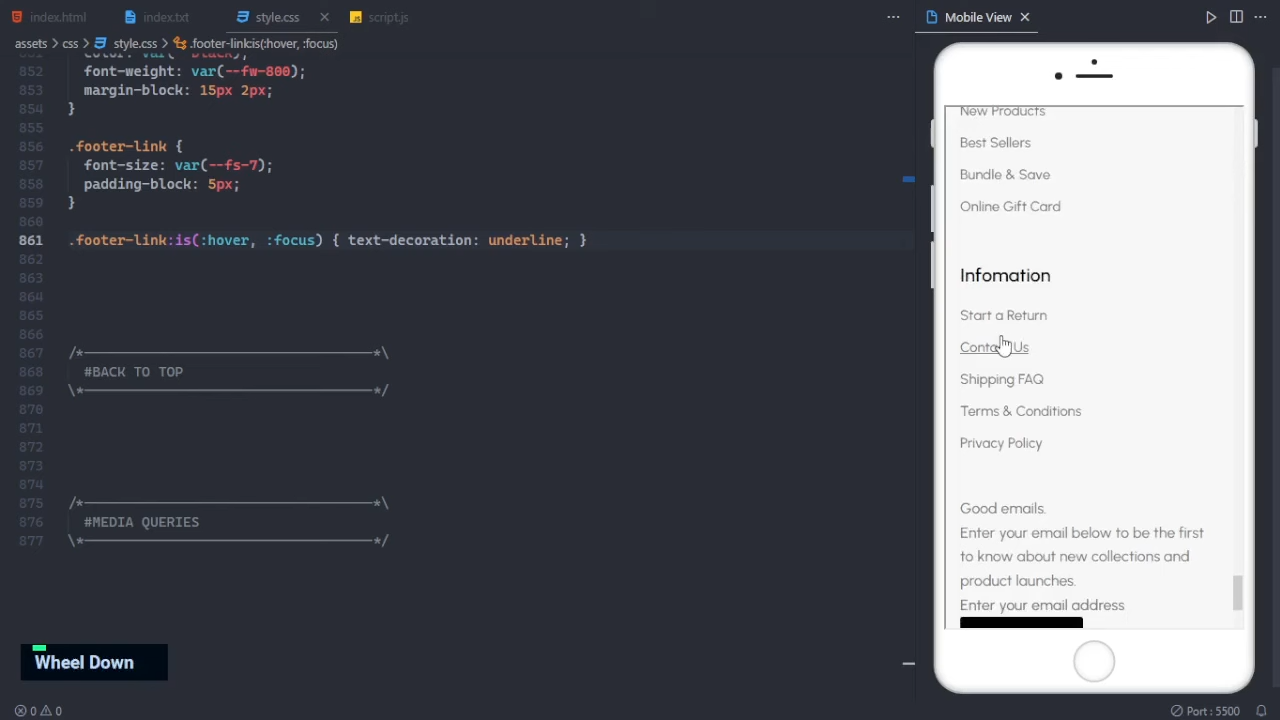 index.html
index.txt
style.css
script.js
Mobile View
assets > css > style.css > .footer-link:is(:hover, :focus)
852 font-weight: var(--fw-800);
853 margin-block: 15px 2px;
854 }
855
856 .footer-link {
857 font-size: var(--fs-7);
858 padding-block: 5px;
859 }
860
861 .footer-link:is(:hover, :focus) { text-decoration: underline; }
862
863
864
865
866
867 /*-----------------------------------*\
868 #BACK TO TOP
869 \*-----------------------------------*/
870
871
872
873
874
875 /*-----------------------------------*\
876 #MEDIA QUERIES
877 \*-----------------------------------*/
New Products
Best Sellers
Bundle & Save
Online Gift Card
Infomation
Start a Return
Contact Us
Shipping FAQ
Terms & Conditions
Privacy Policy
Good emails.
Enter your email below to be the first
to know about new collections and
product launches.
Enter your email address
Wheel Down
0 0
Port : 5500